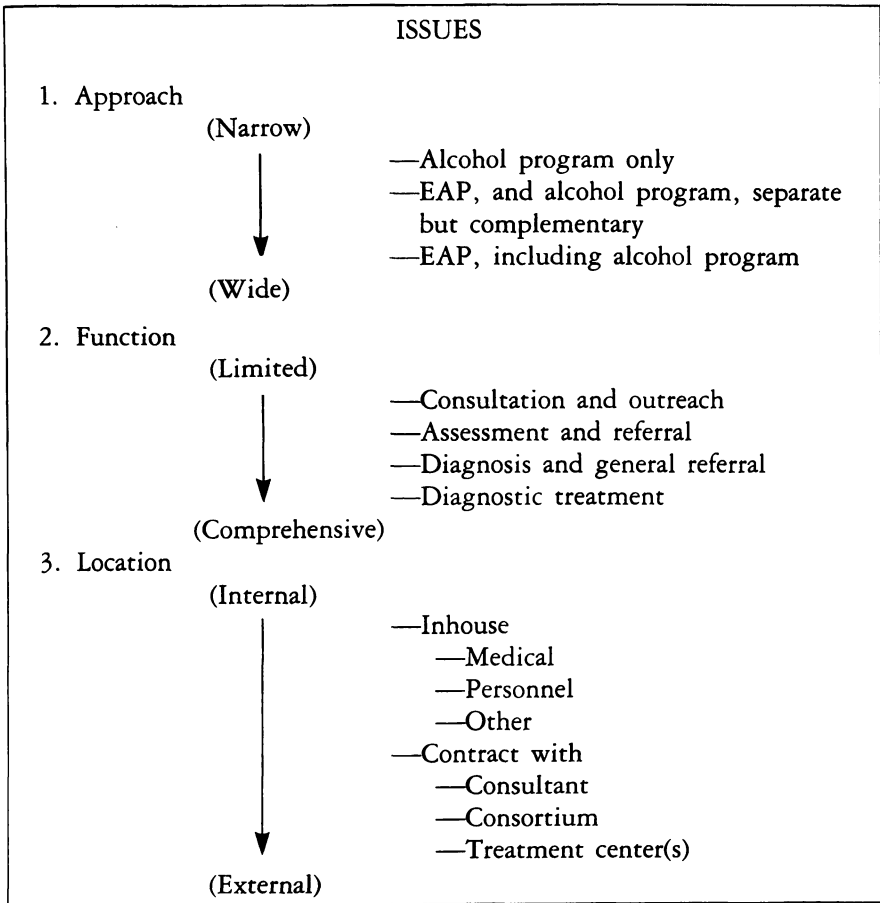 ISSUES
1. Approach
(Narrow)
—Alcohol program only
—EAP, and alcohol program, separate
but complementary
—EAP, including alcohol program
(Wide)
2. Function
(Limited)
—Consultation and outreach
—Assessment and referral
—Diagnosis and general referral
—Diagnostic treatment
(Comprehensive)
3. Location
(Internal)
—Inhouse
—Medical
—Personnel
—Other
—Contract with
—Consultant
—Consortium
—Treatment center(s)
(External)